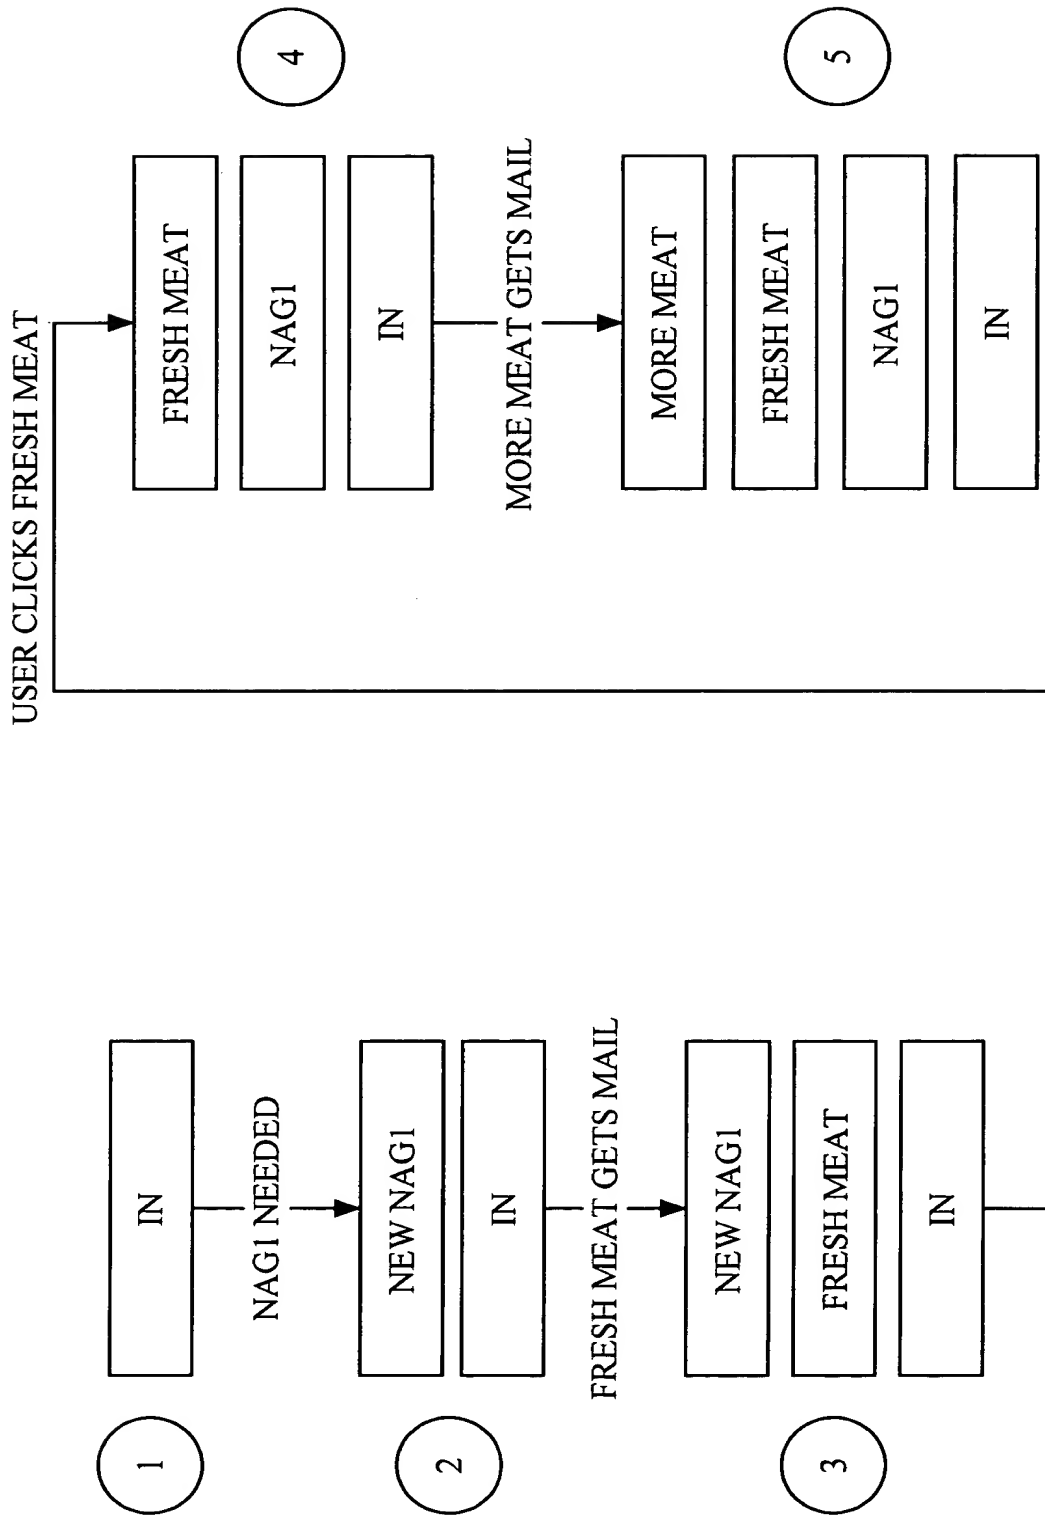 1
IN
NAG1 NEEDED
2
NEW NAG1
IN
FRESH MEAT GETS MAIL
3
NEW NAG1
FRESH MEAT
IN
USER CLICKS FRESH MEAT
4
FRESH MEAT
NAG1
IN
MORE MEAT GETS MAIL
5
MORE MEAT
FRESH MEAT
NAG1
IN